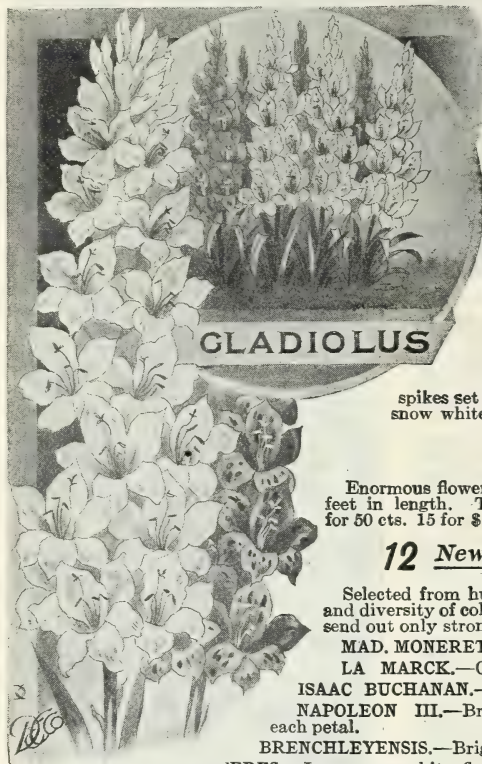 GLADIOLUS
spikes set
snow white
Enormous flower
feet in length. T
for 50 cts. 15 for $
12 New
Selected from hu
and diversity of col
send out only stron
MAD. MONERET
LA MARCK.—C
ISAAC BUCHANAN.—
NAPOLEON III.—Br
each petal.
BRENCHLEYENSIS.—Brig